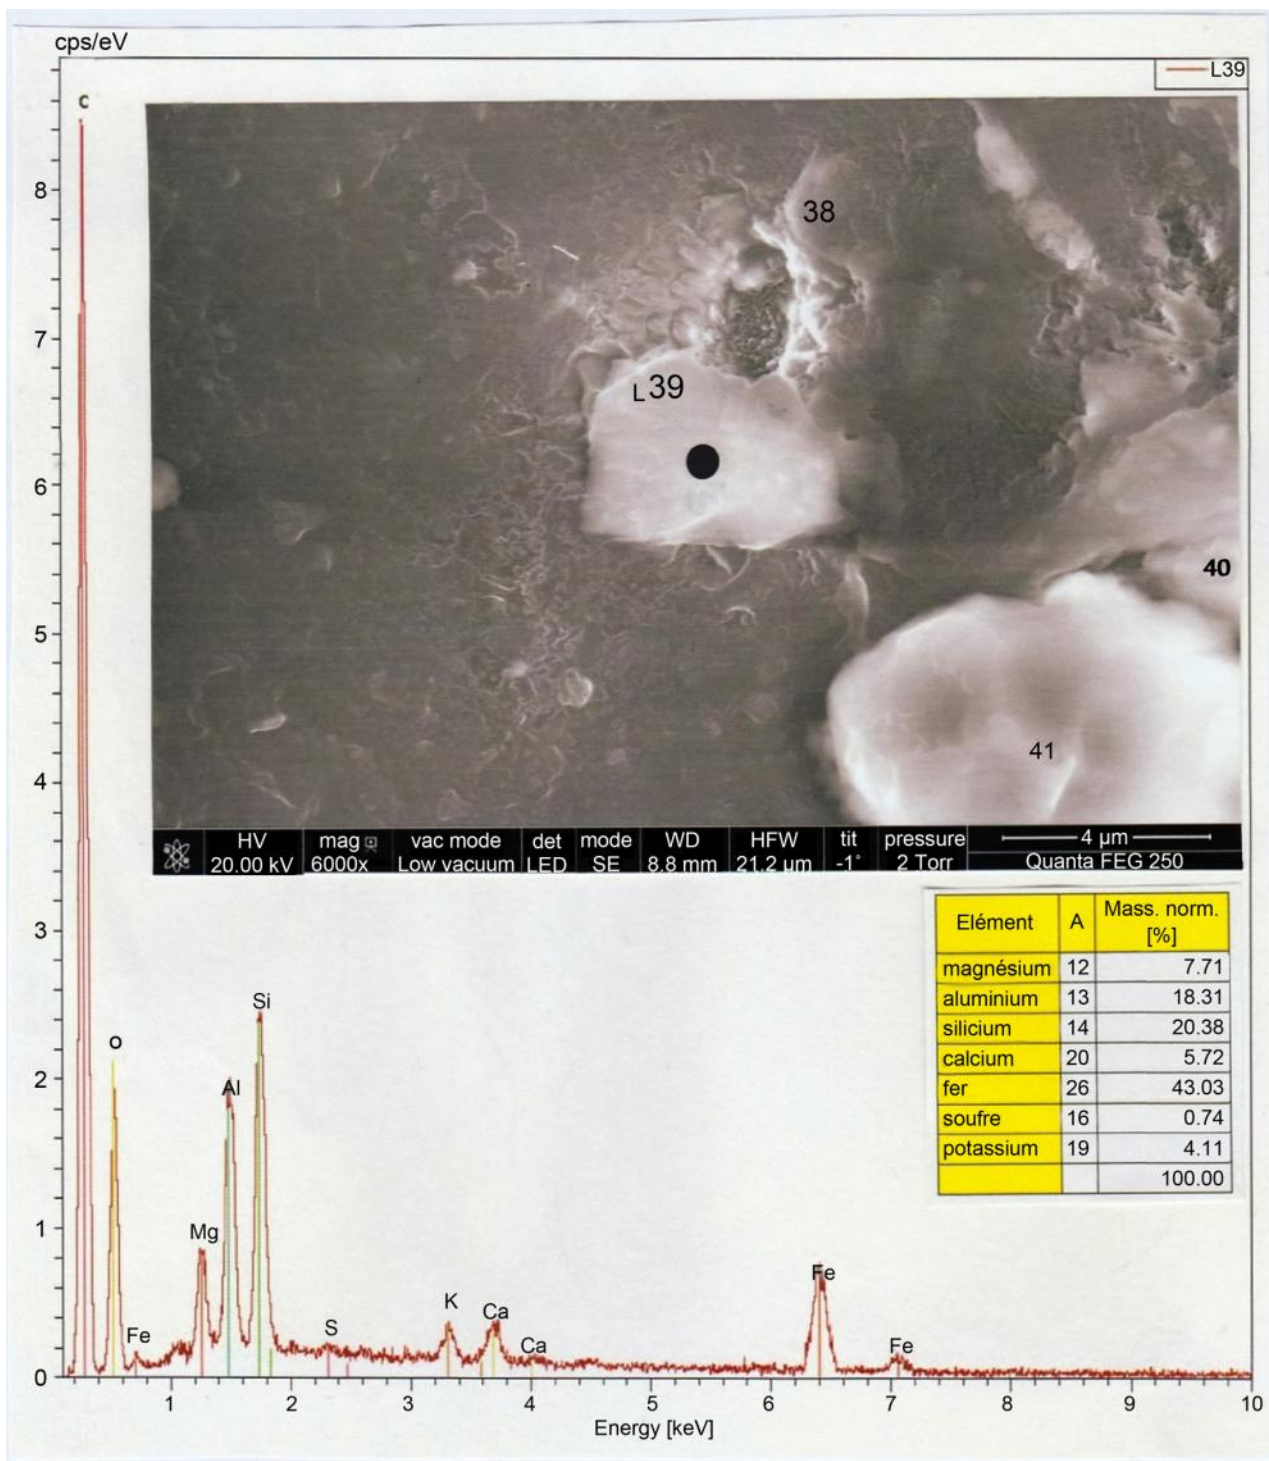 cps/eV
L39
C
8
7
6
5
4
3
2
1
0
38
L 39
40
41
HV mag vac mode det mode WD HFW tit pressure 4 µm
20.00 kV 6000x Low vacuum LED SE 8.8 mm 21.2 µm -1° 2 Torr Quanta FEG 250
Elément A Mass. norm. [%]
magnésium 12 7.71
aluminium 13 18.31
silicium 14 20.38
calcium 20 5.72
fer 26 43.03
soufre 16 0.74
potassium 19 4.11
100.00
O
Fe
Mg
Al
Si
S
K
Ca
Ca
Fe
Fe
1 2 3 4 5 6 7 8 9 10
Energy [keV]